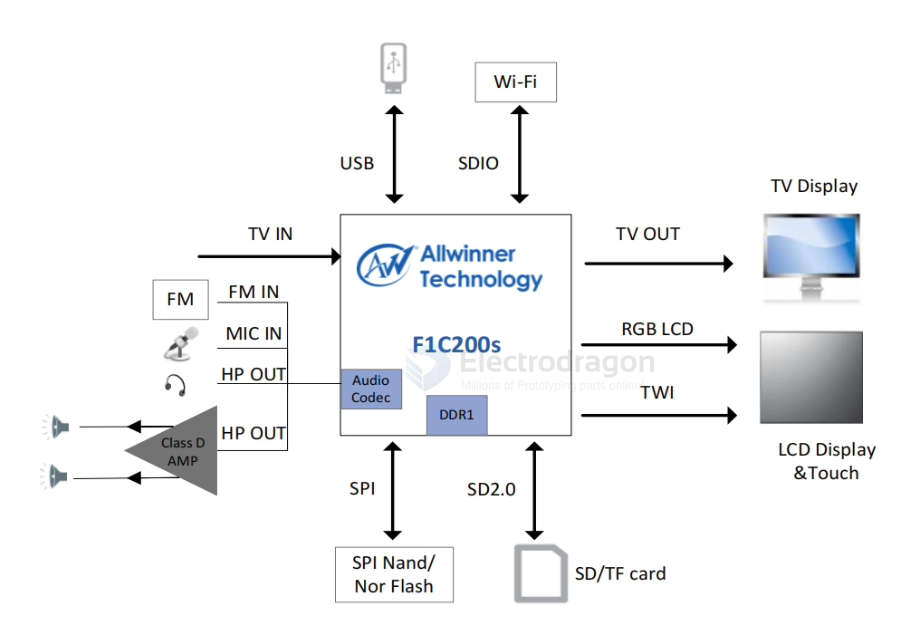 Wi-Fi
USB
SDIO
TV Display
TV IN
TV OUT
Allwinner
Technology
FM
FM IN
MIC IN
F1C200s
RGB LCD
Electrodragon
Millions of Prototyping parts online
HP OUT
Audio
Codec
TWI
DDR1
HP OUT
Class D
AMP
LCD Display
&Touch
SPI
SD2.0
SPI Nand/
Nor Flash
SD/TF card